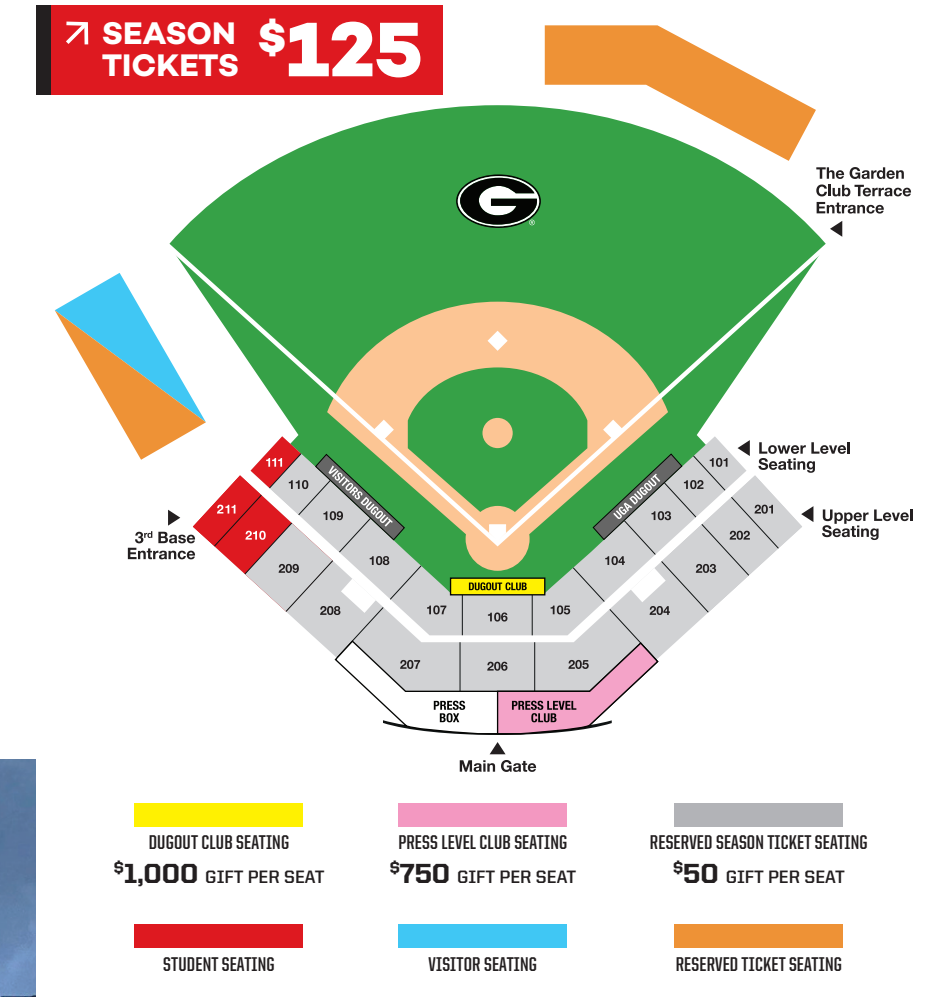 SEASON
TICKETS
$125
The Garden
Club Terrace
Entrance
G
®
Lower Level
Seating
Upper Level
Seating
3rd Base
Entrance
VISITORS DUGOUT
UGA DUGOUT
DUGOUT CLUB
111
110
109
108
107
106
105
104
103
102
101
211
210
209
208
207
206
205
204
203
202
201
PRESS
BOX
PRESS LEVEL
CLUB
Main Gate
DUGOUT CLUB SEATING
$1,000 GIFT PER SEAT
PRESS LEVEL CLUB SEATING
$750 GIFT PER SEAT
RESERVED SEASON TICKET SEATING
$50 GIFT PER SEAT
STUDENT SEATING
VISITOR SEATING
RESERVED TICKET SEATING